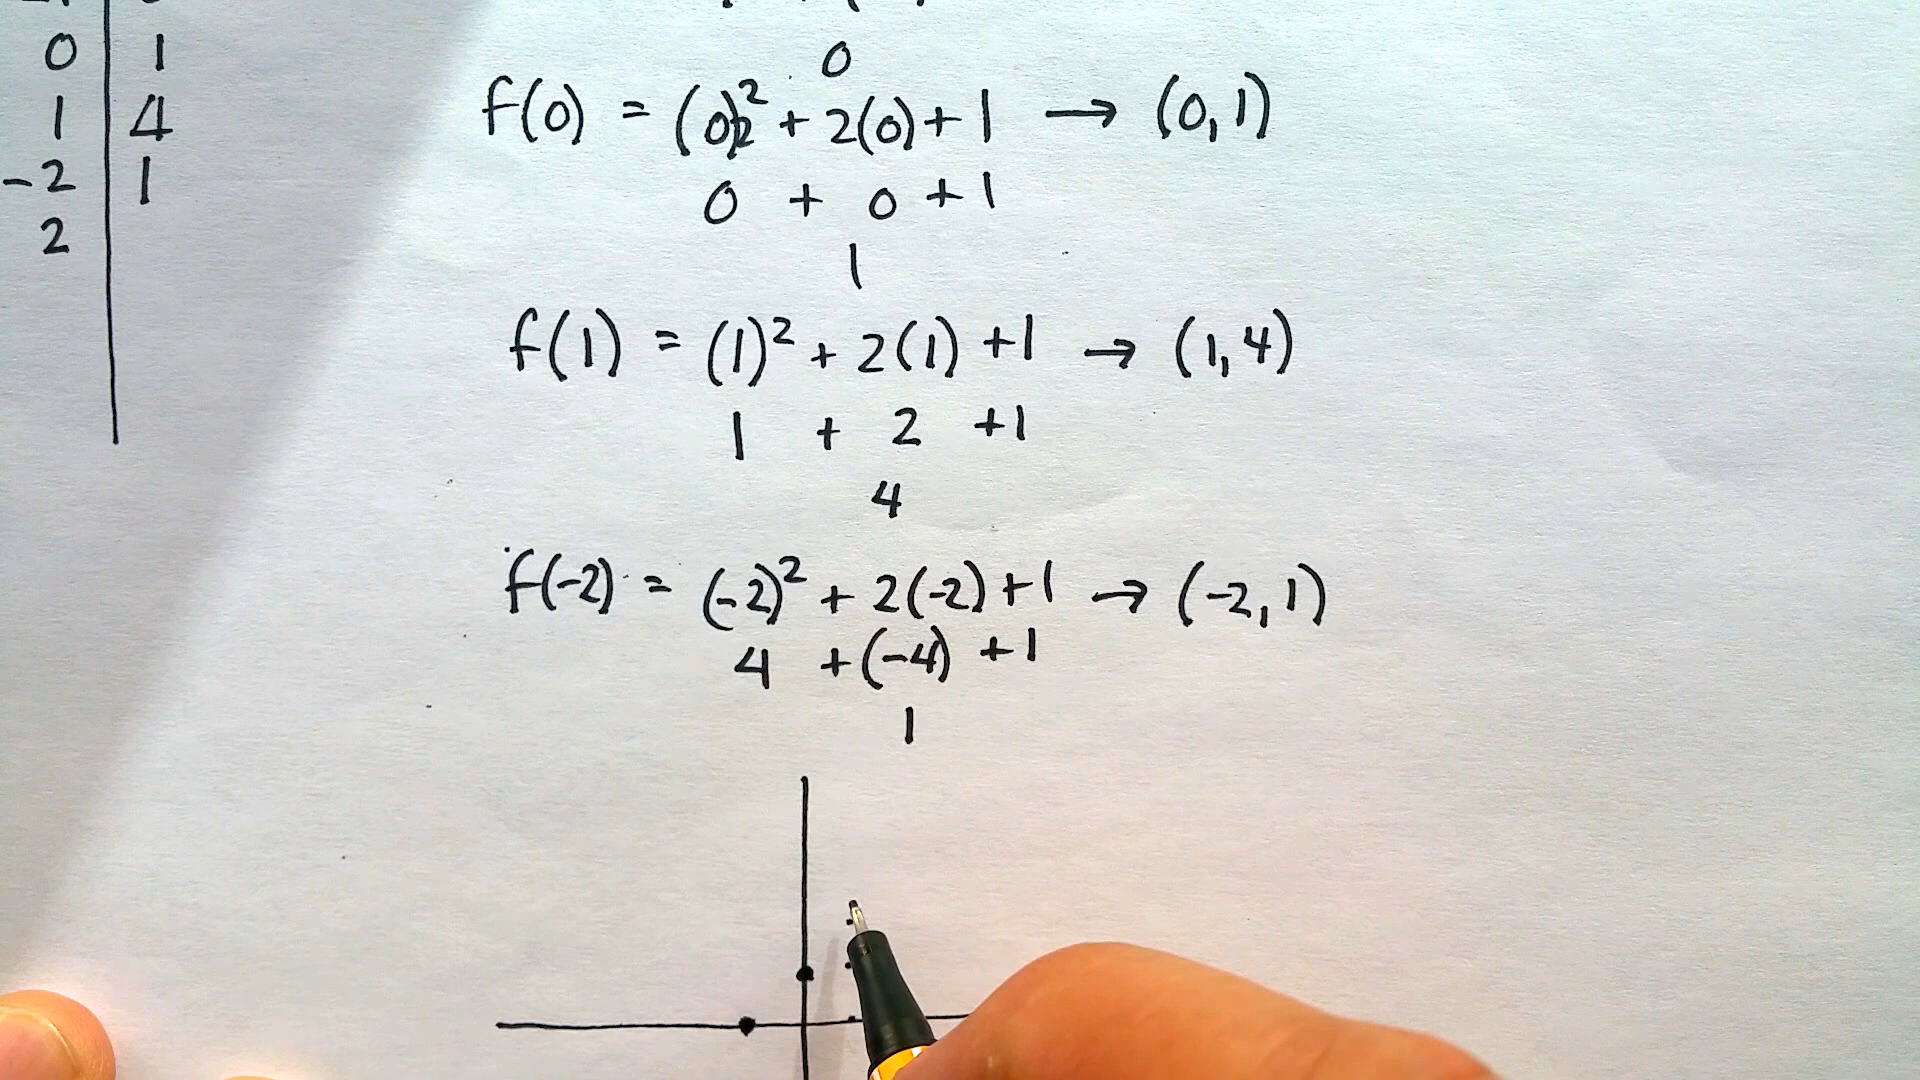 0 | 1
1 | 4
-2 | 1
2 |
0
f(0) = (0)² + 2(0) + 1 → (0, 1)
0 + 0 + 1
1
f(1) = (1)² + 2(1) + 1 → (1, 4)
1 + 2 + 1
4
f(-2) = (-2)² + 2(-2) + 1 → (-2, 1)
4 + (-4) + 1
1